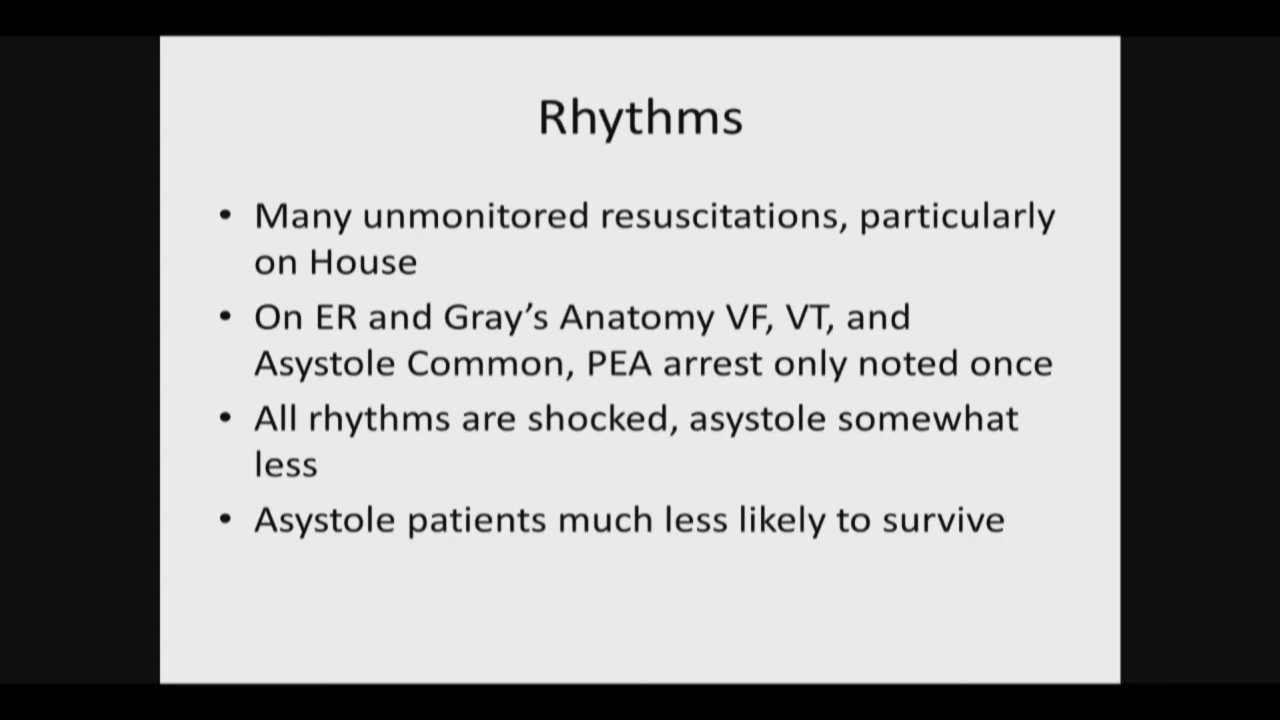 Rhythms
• Many unmonitored resuscitations, particularly
on House
• On ER and Gray’s Anatomy VF, VT, and
Asystole Common, PEA arrest only noted once
• All rhythms are shocked, asystole somewhat
less
• Asystole patients much less likely to survive